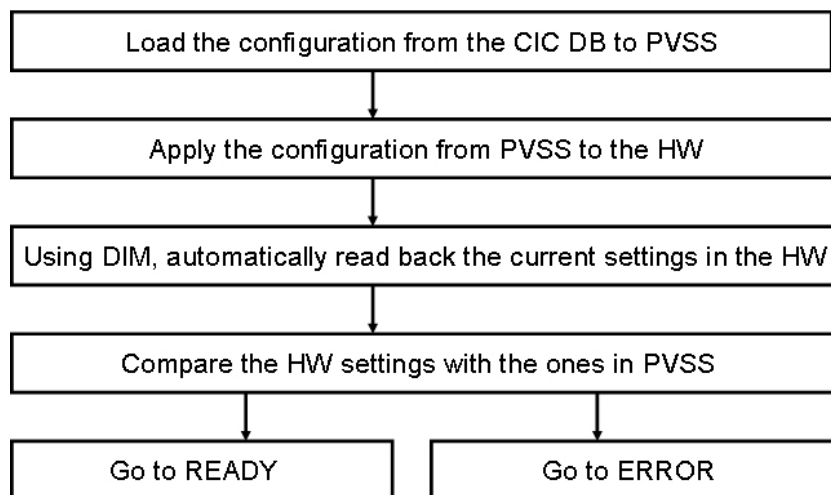 Load the configuration from the CIC DB to PVSS
Apply the configuration from PVSS to the HW
Using DIM, automatically read back the current settings in the HW
Compare the HW settings with the ones in PVSS
Go to READY
Go to ERROR